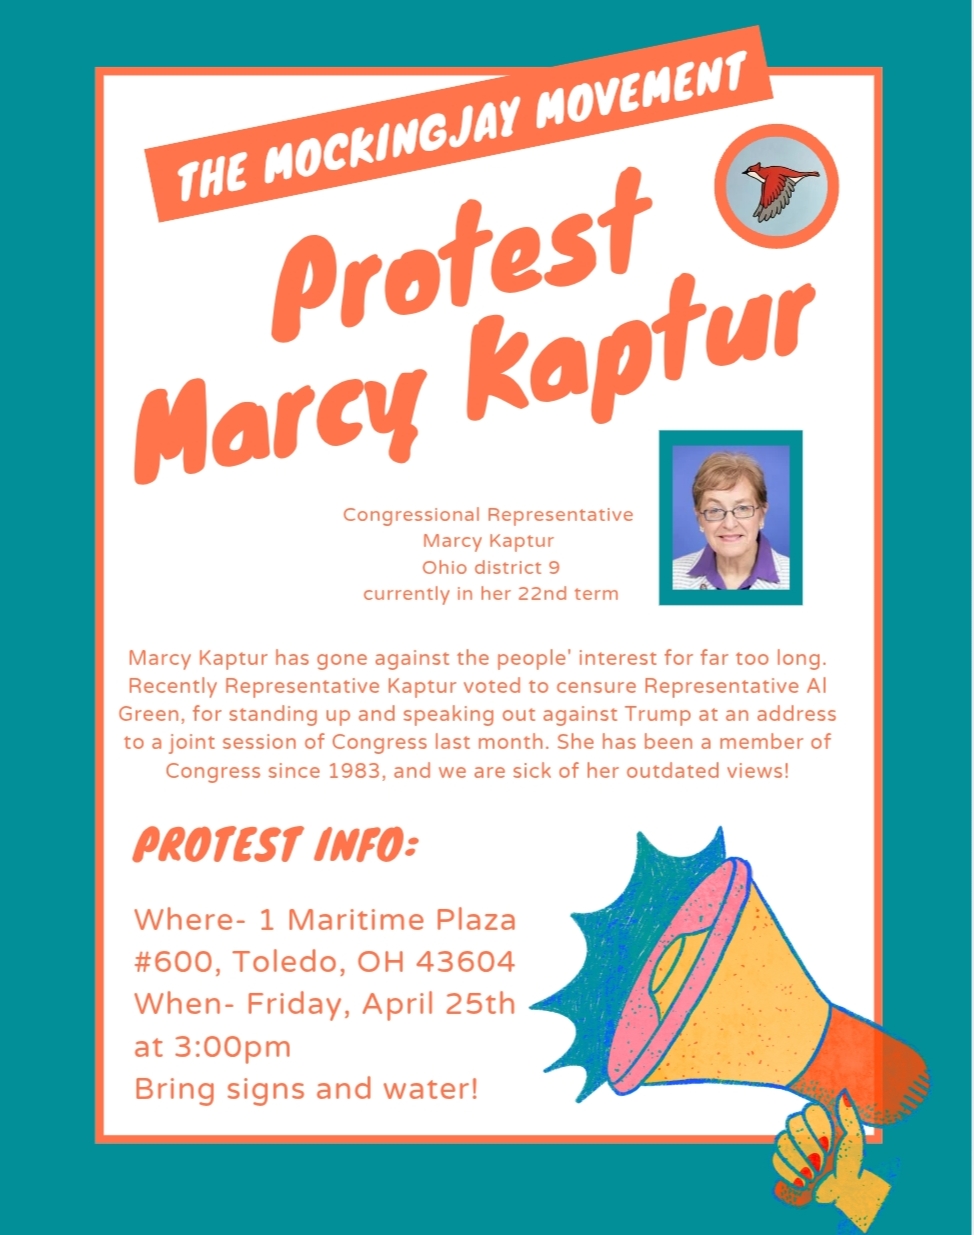 THE MOCKINGJAY MOVEMENT
Protest
Marcy Kaptur
Congressional Representative
Marcy Kaptur
Ohio district 9
currently in her 22nd term
Marcy Kaptur has gone against the people' interest for far too long.
Recently Representative Kaptur voted to censure Representative Al
Green, for standing up and speaking out against Trump at an address
to a joint session of Congress last month. She has been a member of
Congress since 1983, and we are sick of her outdated views!
PROTEST INFO:
Where- 1 Maritime Plaza
#600, Toledo, OH 43604
When- Friday, April 25th
at 3:00pm
Bring signs and water!